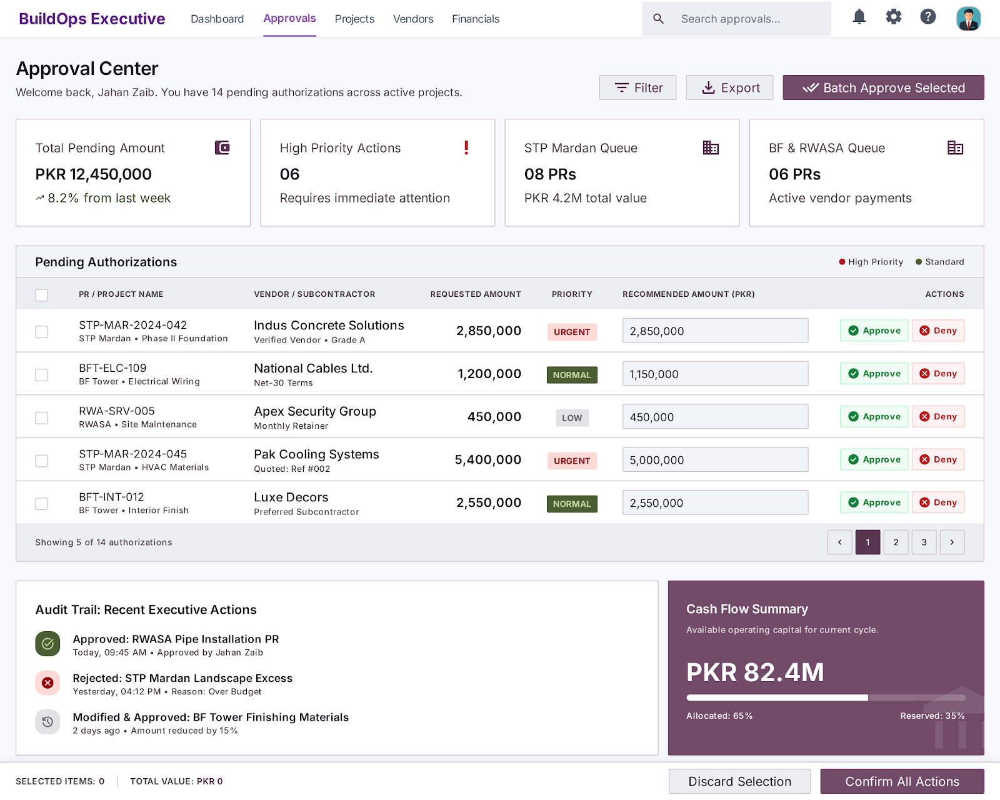 BuildOps Executive
Dashboard
Approvals
Projects
Vendors
Financials
Search approvals...
Approval Center
Welcome back, Jahan Zaib. You have 14 pending authorizations across active projects.
Filter
Export
Batch Approve Selected
Total Pending Amount
PKR 12,450,000
8.2% from last week
High Priority Actions
06
Requires immediate attention
STP Mardan Queue
08 PRs
PKR 4.2M total value
BF & RWASA Queue
06 PRs
Active vendor payments
Pending Authorizations
High Priority
Standard
PR / PROJECT NAME
VENDOR / SUBCONTRACTOR
REQUESTED AMOUNT
PRIORITY
RECOMMENDED AMOUNT (PKR)
ACTIONS
STP-MAR-2024-042
STP Mardan • Phase II Foundation
Indus Concrete Solutions
Verified Vendor • Grade A
2,850,000
URGENT
2,850,000
Approve
Deny
BFT-ELC-109
BF Tower • Electrical Wiring
National Cables Ltd.
Net-30 Terms
1,200,000
NORMAL
1,150,000
Approve
Deny
RWA-SRV-005
RWASA • Site Maintenance
Apex Security Group
Monthly Retainer
450,000
LOW
450,000
Approve
Deny
STP-MAR-2024-045
STP Mardan • HVAC Materials
Pak Cooling Systems
Quoted: Ref #002
5,400,000
URGENT
5,000,000
Approve
Deny
BFT-INT-012
BF Tower • Interior Finish
Luxe Decors
Preferred Subcontractor
2,550,000
NORMAL
2,550,000
Approve
Deny
Showing 5 of 14 authorizations
1
2
3
Audit Trail: Recent Executive Actions
Approved: RWASA Pipe Installation PR
Today, 09:45 AM • Approved by Jahan Zaib
Rejected: STP Mardan Landscape Excess
Yesterday, 04:12 PM • Reason: Over Budget
Modified & Approved: BF Tower Finishing Materials
2 days ago • Amount reduced by 15%
Cash Flow Summary
Available operating capital for current cycle.
PKR 82.4M
Allocated: 65%
Reserved: 35%
SELECTED ITEMS: 0
TOTAL VALUE: PKR 0
Discard Selection
Confirm All Actions